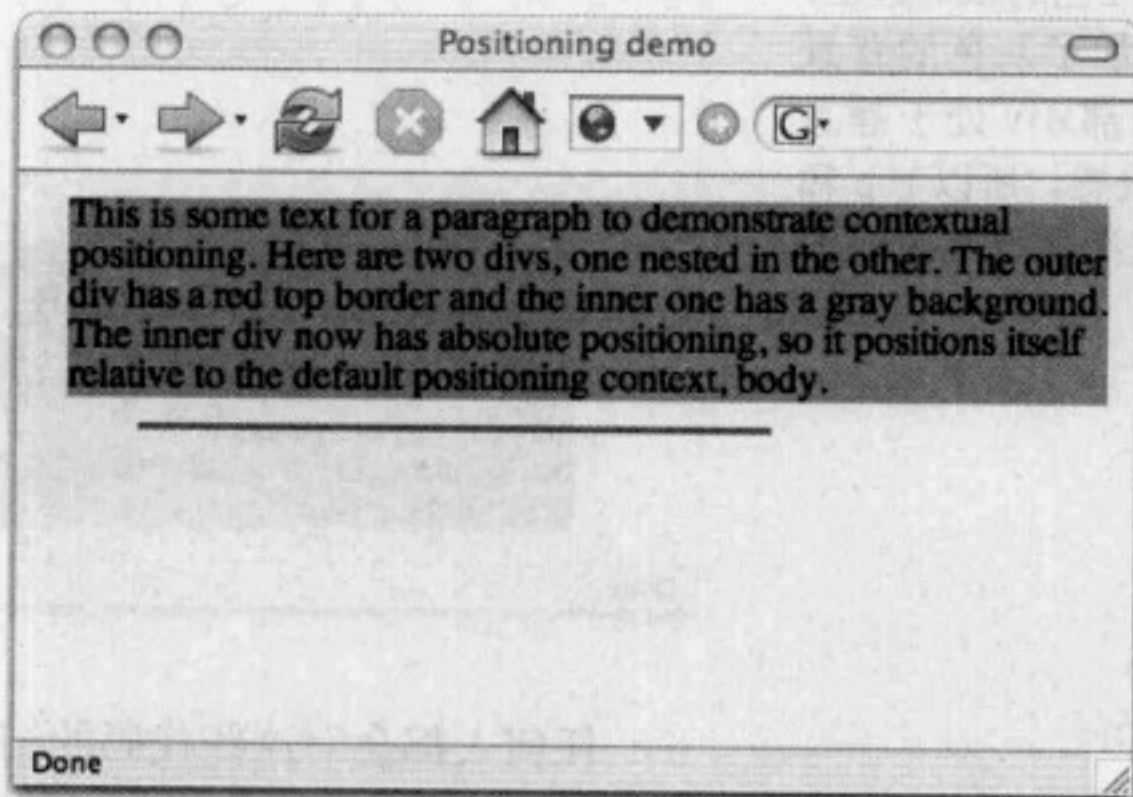 Positioning demo
G
This is some text for a paragraph to demonstrate contextual
positioning. Here are two divs, one nested in the other. The outer
div has a red top border and the inner one has a gray background.
The inner div now has absolute positioning, so it positions itself
relative to the default positioning context, body.
Done